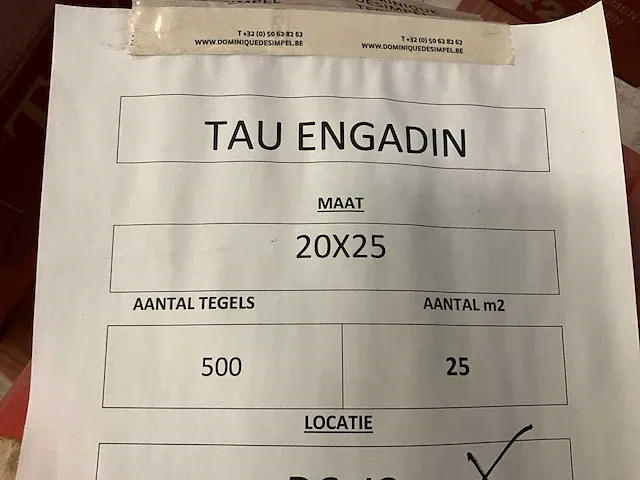 DOMINIQUE
T +32 (0) 50 62 82 62
WWW.DOMINIQUEDESIMPEL.BE
T +32 (0) 50 62 82 62
WWW.DOMINIQUEDESIMPEL.BE
TAU ENGADIN
MAAT
20X25
AANTAL TEGELS
AANTAL m2
500
25
LOCATIE